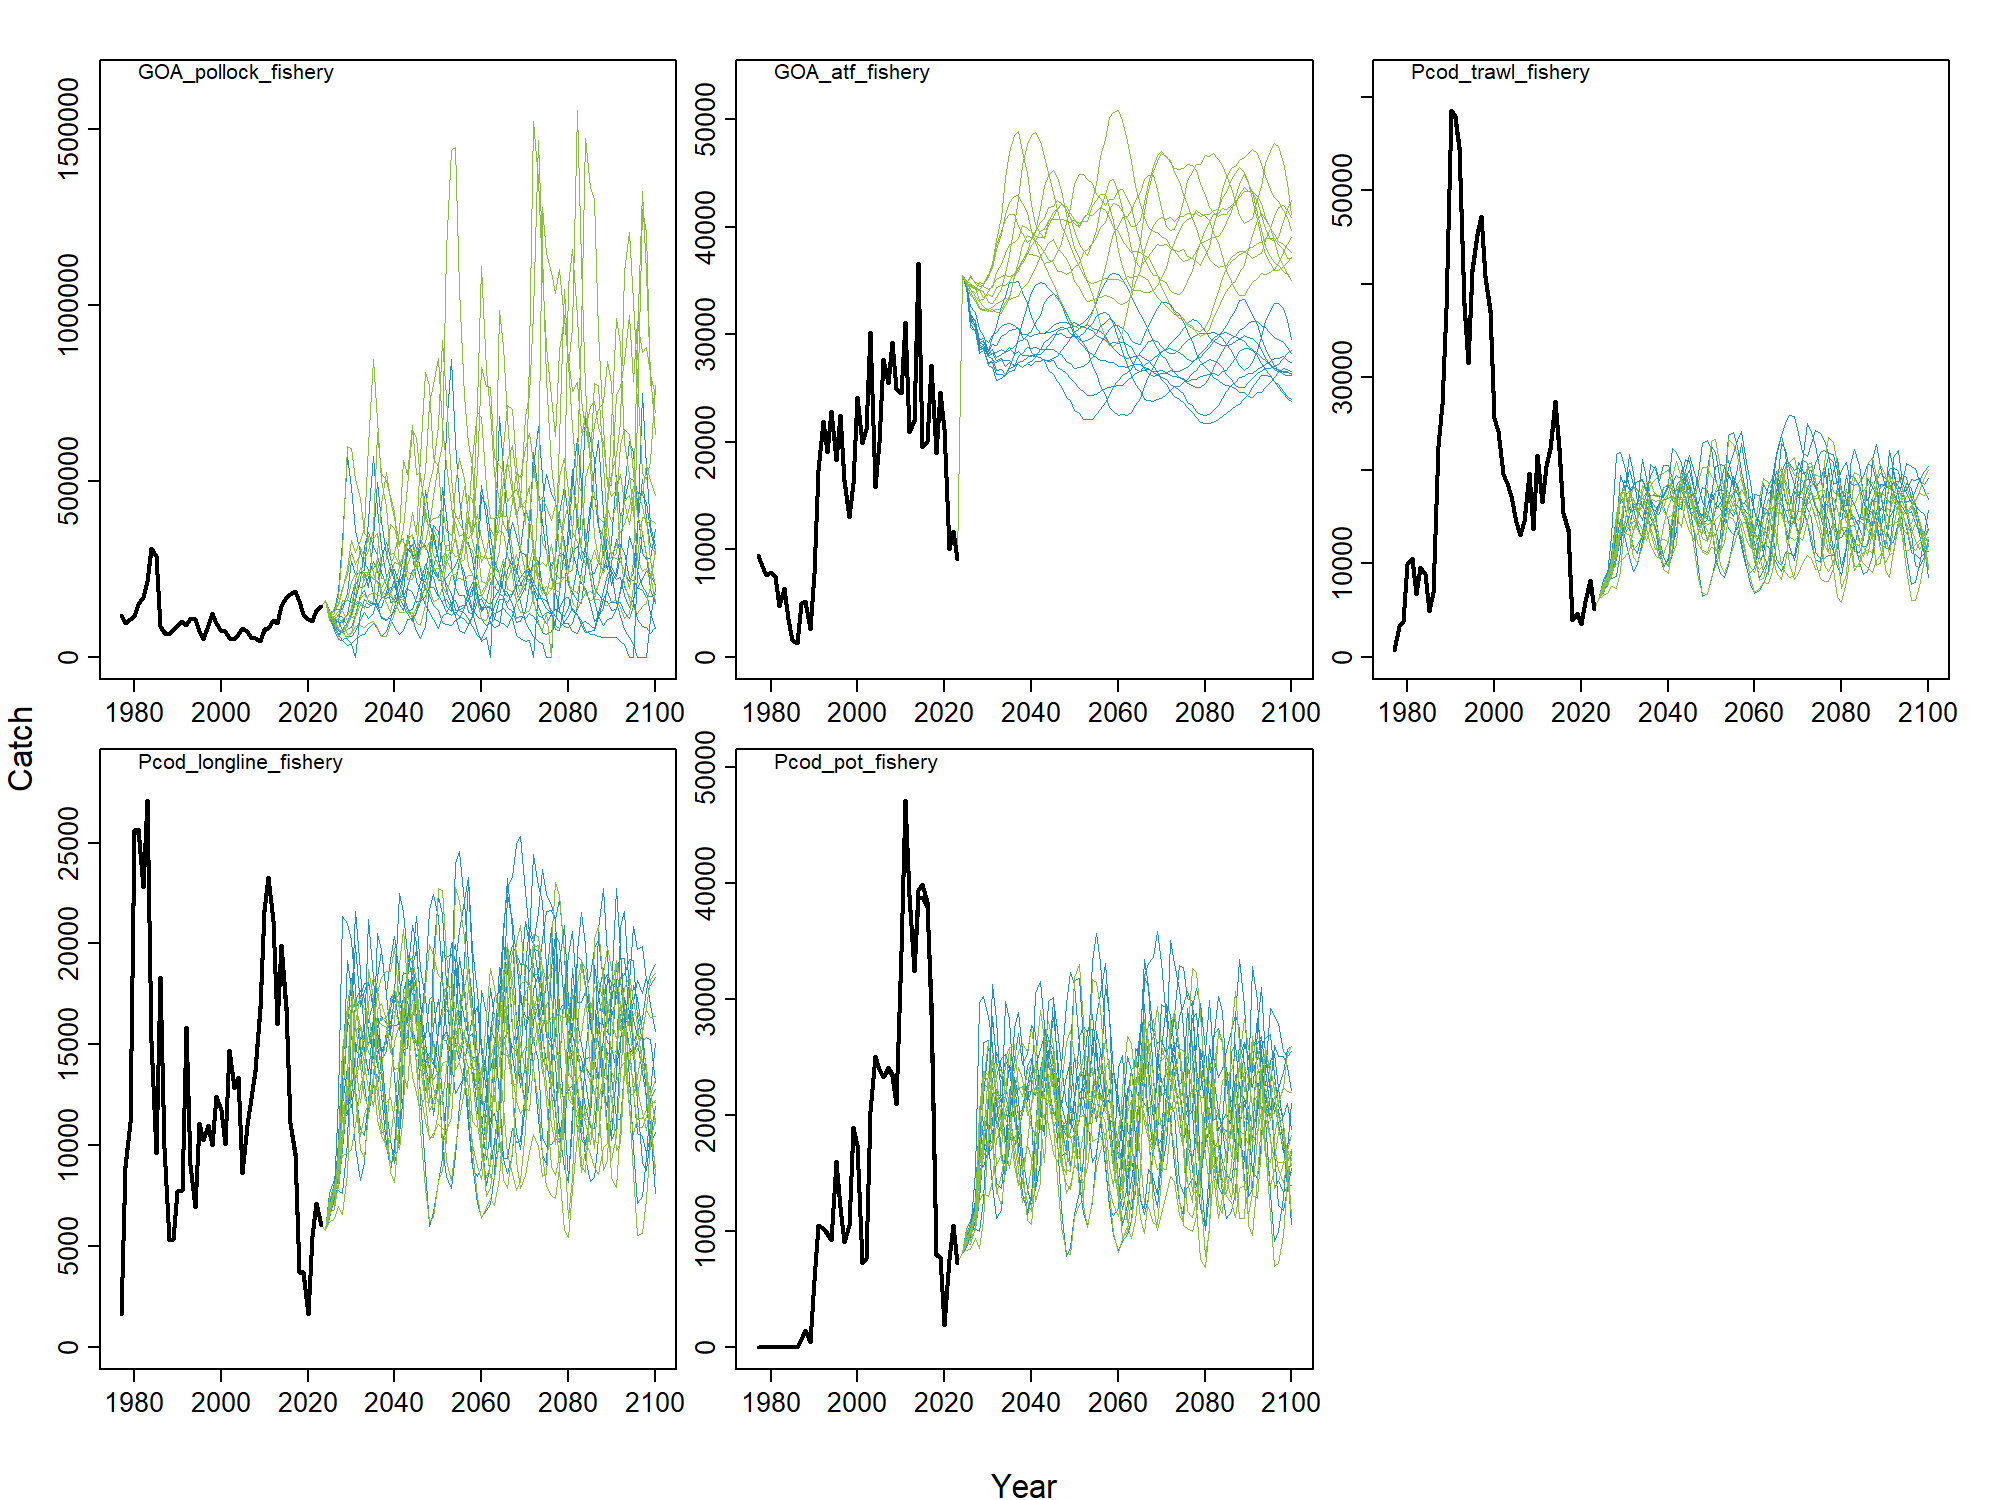 GOA_pollock_fishery
GOA_atf_fishery
Pcod_trawl_fishery
1500000
1000000
500000
0
50000
40000
30000
20000
10000
0
50000
30000
10000
0
1980 2000 2020 2040 2060 2080 2100
1980 2000 2020 2040 2060 2080 2100
1980 2000 2020 2040 2060 2080 2100
Catch
Pcod_longline_fishery
Pcod_pot_fishery
25000
20000
15000
10000
5000
0
50000
40000
30000
20000
10000
0
1980 2000 2020 2040 2060 2080 2100
1980 2000 2020 2040 2060 2080 2100
Year